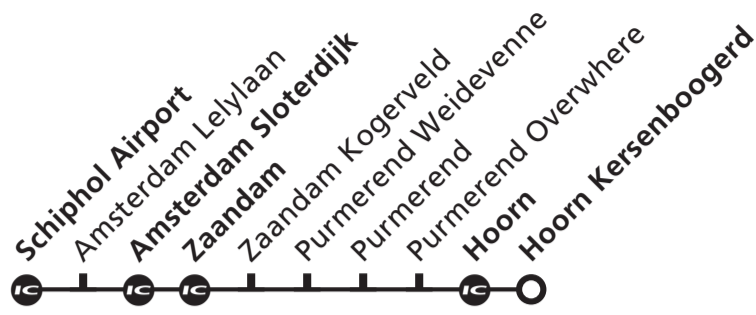 Schiphol Airport
Amsterdam Lelylaan
Amsterdam Sloterdijk
Zaandam
Zaandam Kogerveld
Purmerend Weidevenne
Purmerend
Purmerend Overwhere
Hoorn
Hoorn Kersenboogerd
IC
IC
IC
IC